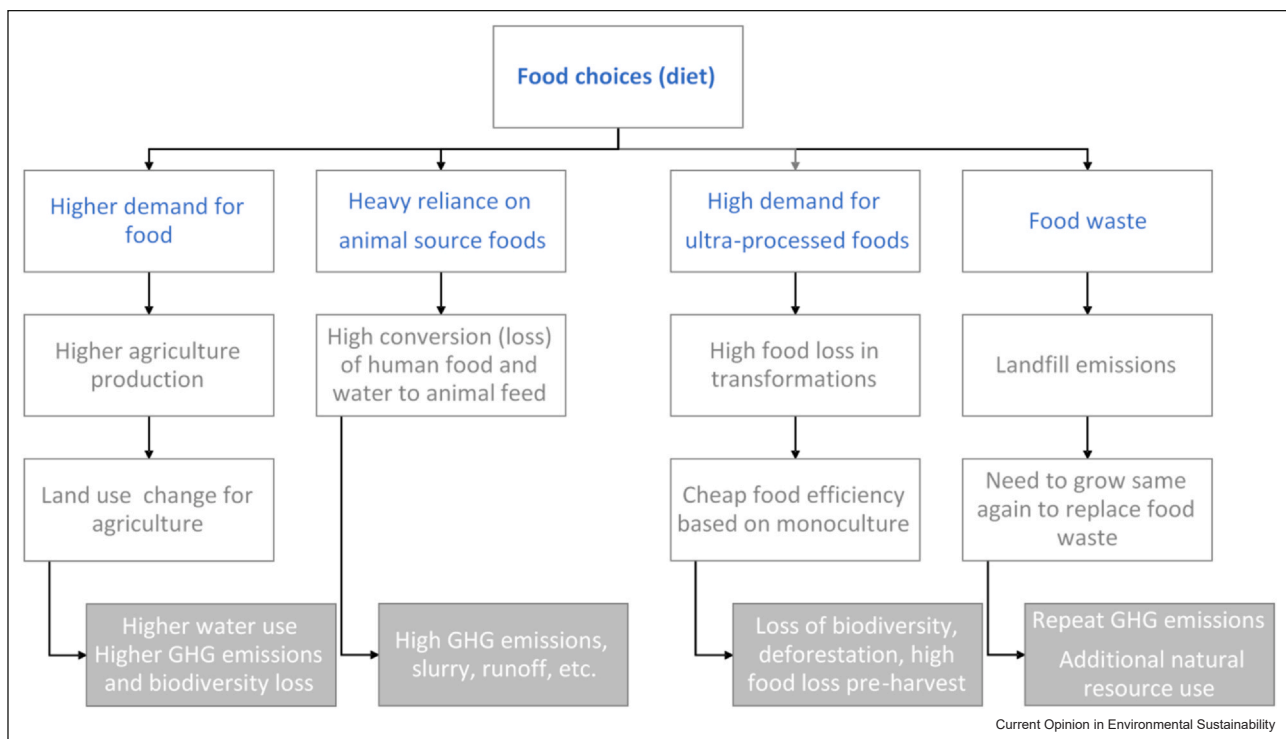 Food choices (diet)
Higher demand for
food
Heavy reliance on
animal source foods
High demand for
ultra-processed foods
Food waste
Higher agriculture
production
High conversion (loss)
of human food and
water to animal feed
High food loss in
transformations
Landfill emissions
Land use change for
agriculture
Cheap food efficiency
based on monoculture
Need to grow same
again to replace food
waste
Higher water use
Higher GHG emissions
and biodiversity loss
High GHG emissions,
slurry, runoff, etc.
Loss of biodiversity,
deforestation, high
food loss pre-harvest
Repeat GHG emissions
Additional natural
resource use
Current Opinion in Environmental Sustainability